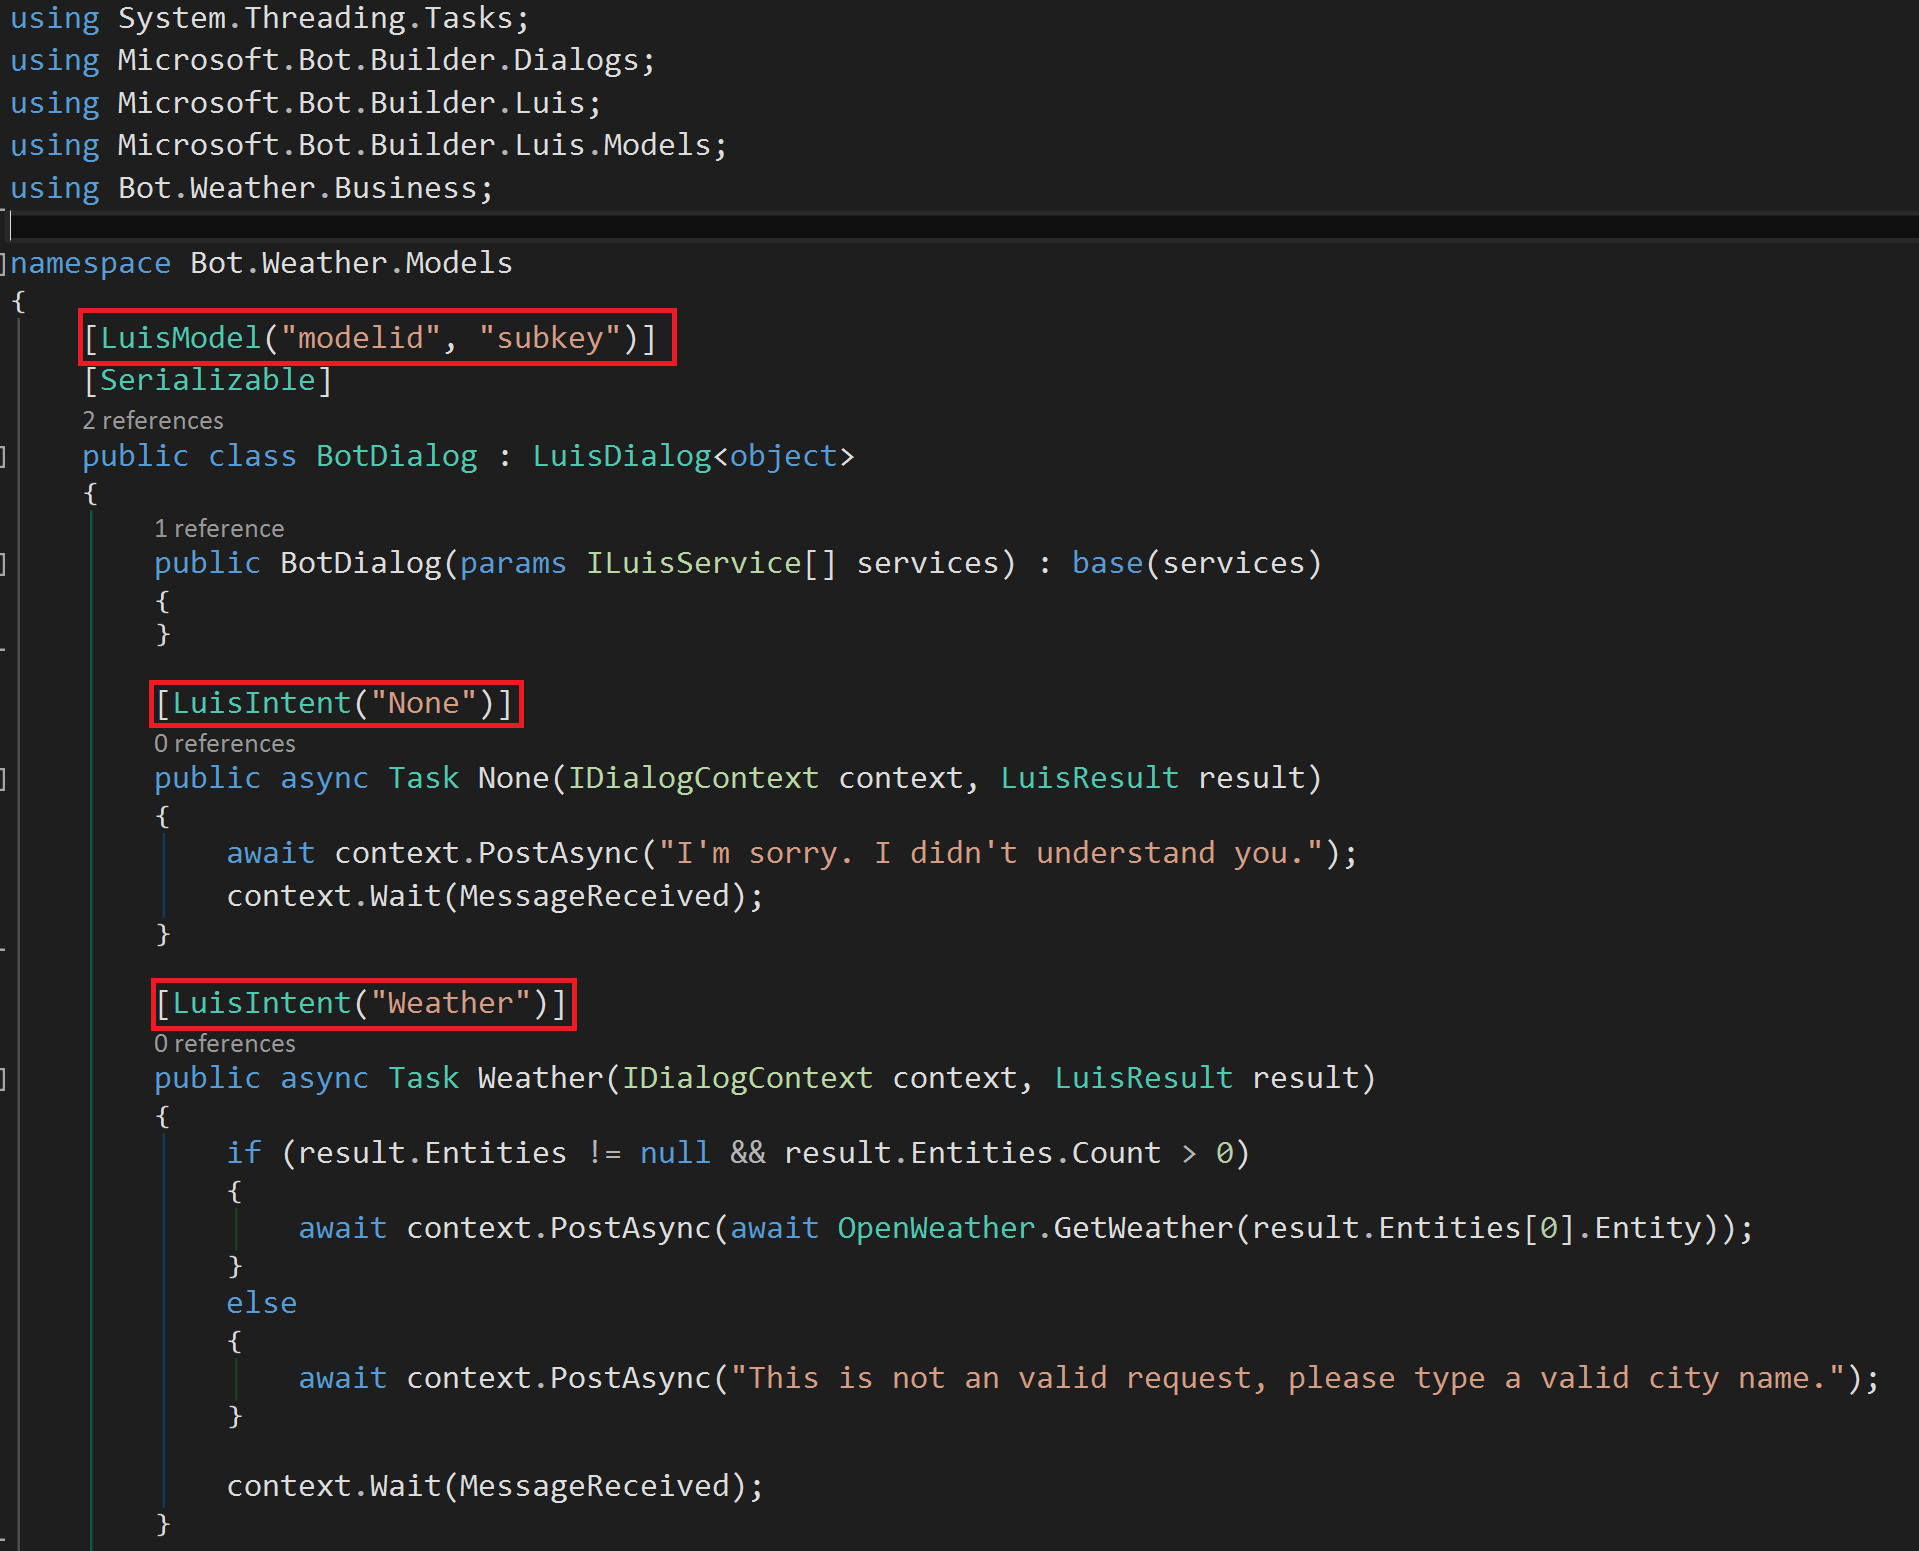 using System.Threading.Tasks;
using Microsoft.Bot.Builder.Dialogs;
using Microsoft.Bot.Builder.Luis;
using Microsoft.Bot.Builder.Luis.Models;
using Bot.Weather.Business;
namespace Bot.Weather.Models
{
[LuisModel("modelid", "subkey")]
[Serializable]
2 references
public class BotDialog : LuisDialog<object>
{
1 reference
public BotDialog(params ILuisService[] services) : base(services)
{
}
[LuisIntent("None")]
0 references
public async Task None(IDialogContext context, LuisResult result)
{
await context.PostAsync("I'm sorry. I didn't understand you.");
context.Wait(MessageReceived);
}
[LuisIntent("Weather")]
0 references
public async Task Weather(IDialogContext context, LuisResult result)
{
if (result.Entities != null && result.Entities.Count > 0)
{
await context.PostAsync(await OpenWeather.GetWeather(result.Entities[0].Entity));
}
else
{
await context.PostAsync("This is not an valid request, please type a valid city name.");
}
context.Wait(MessageReceived);
}